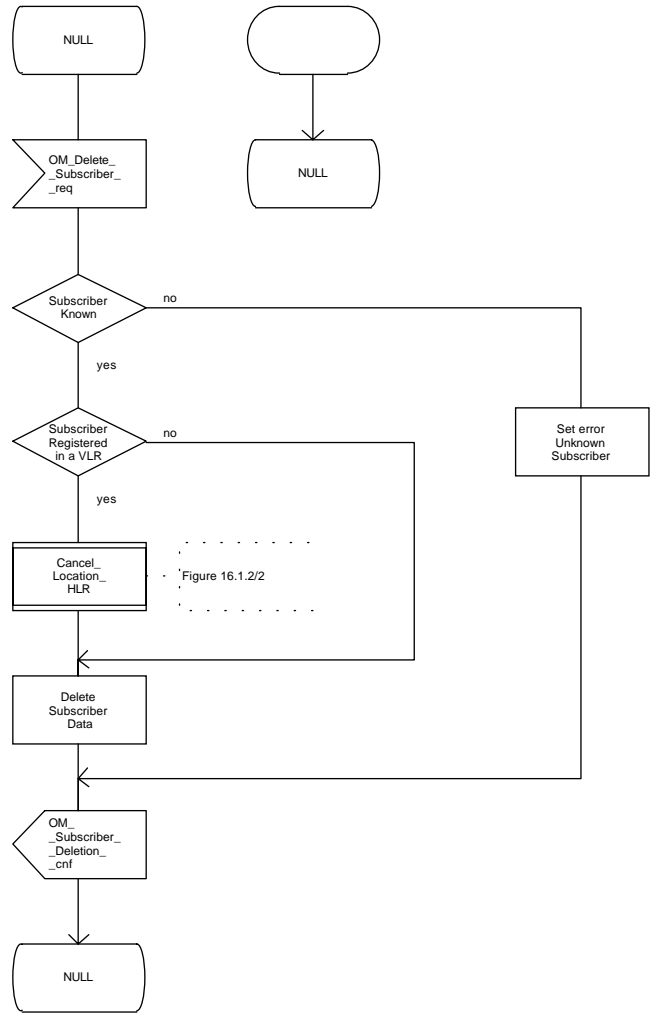 NULL
OM_Delete_
_Subscriber_
_req
NULL
Subscriber
Known
no
yes
Subscriber
Registered
in a VLR
no
Set error
Unknown
Subscriber
yes
Cancel_
Location_
HLR
Figure 16.1.2/2
Delete
Subscriber
Data
OM_
_Subscriber_
_Deletion_
_cnf
NULL